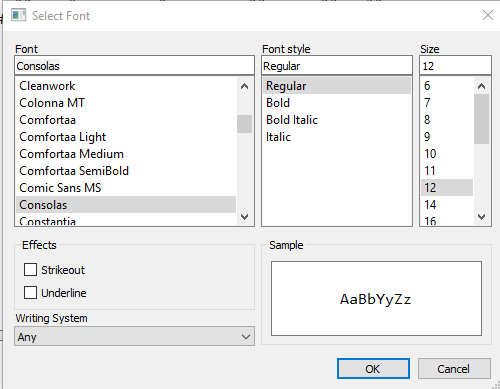 Select Font
Font
Font style
Size
Consolas
Regular
12
Cleanwork
Colonna MT
Comfortaa
Comfortaa Light
Comfortaa Medium
Comfortaa SemiBold
Comic Sans MS
Consolas
Constantia
Regular
Bold
Bold Italic
Italic
6
7
8
9
10
11
12
14
16
Effects
Strikeout
Underline
Sample
AaBbYyZz
Writing System
Any
OK
Cancel